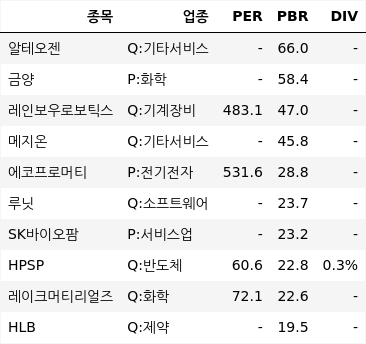 종목 업종 PER PBR DIV
알테오젠 Q:기타서비스 - 66.0 -
금양 P:화학 - 58.4 -
레인보우로보틱스 Q:기계장비 483.1 47.0 -
메지온 Q:기타서비스 - 45.8 -
에코프로머티 P:전기전자 531.6 28.8 -
루닛 Q:소프트웨어 - 23.7 -
SK바이오팜 P:서비스업 - 23.2 -
HPSP Q:반도체 60.6 22.8 0.3%
레이크머티리얼즈 Q:화학 72.1 22.6 -
HLB Q:제약 - 19.5 -